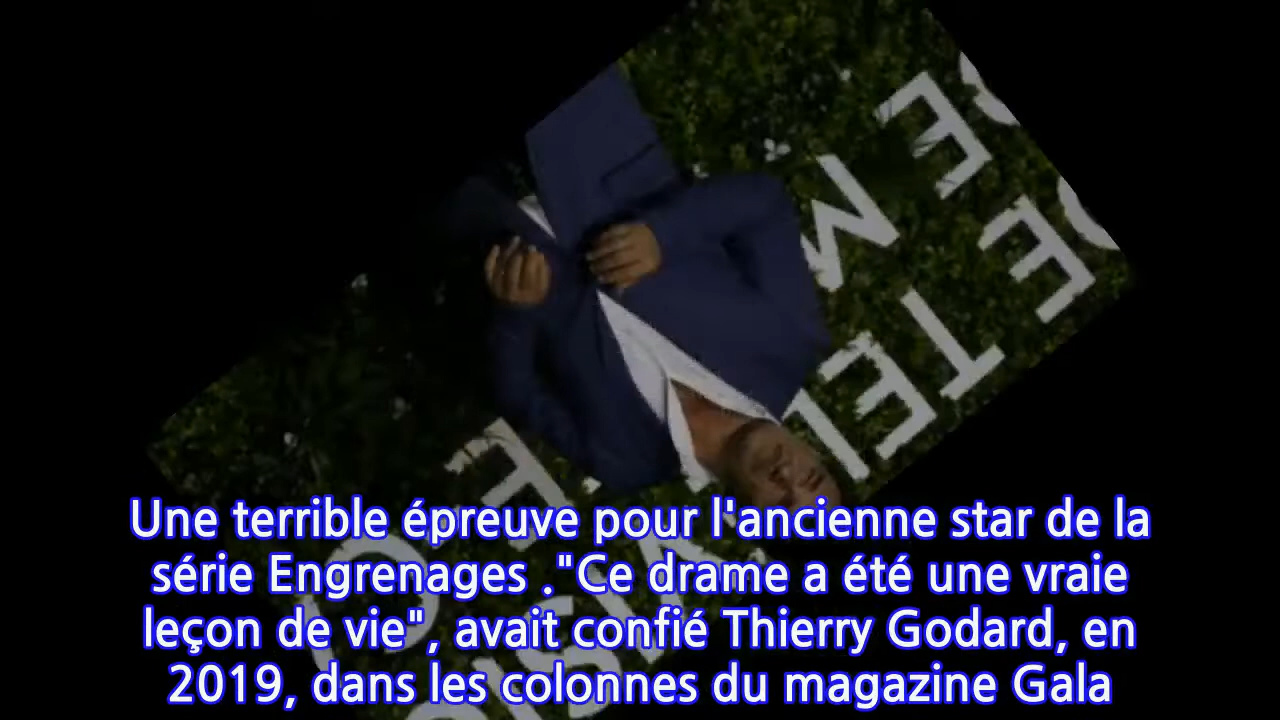 Une terrible épreuve pour l'ancienne star de la
série Engrenages ."Ce drame a été une vraie
leçon de vie", avait confié Thierry Godard, en
2019, dans les colonnes du magazine Gala